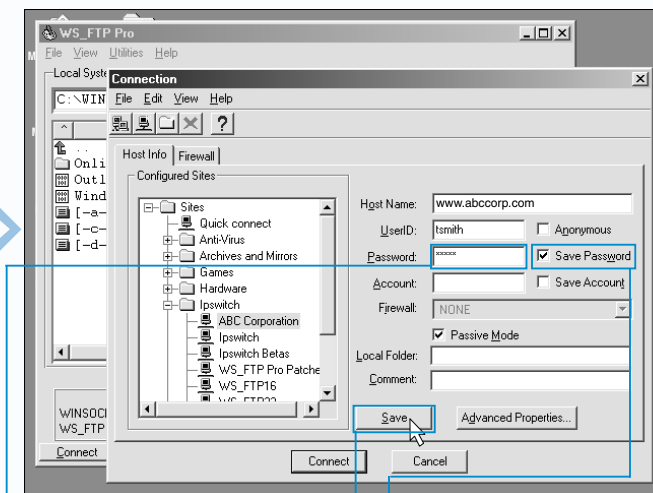 WS_FTP Pro
File View Utilities Help
Local Syste
C:\WIN
Onli
Outl
Wind
[-a-
[-c-
[-d-
WINSOC
WS_FTP
Connect
Connection
File Edit View Help
?
Host Info Firewall
Configured Sites
Sites
Quick connect
Anti-Virus
Archives and Mirrors
Games
Hardware
Ipswitch
ABC Corporation
Ipswitch
Ipswitch Betas
WS_FTP Pro Patche
WS_FTP16
Host Name: www.abccorp.com
UserID: tsmith Anonymous
Password: ***** Save Password
Account: Save Account
Firewall: NONE
Passive Mode
Local Folder:
Comment:
Save Advanced Properties...
Connect Cancel